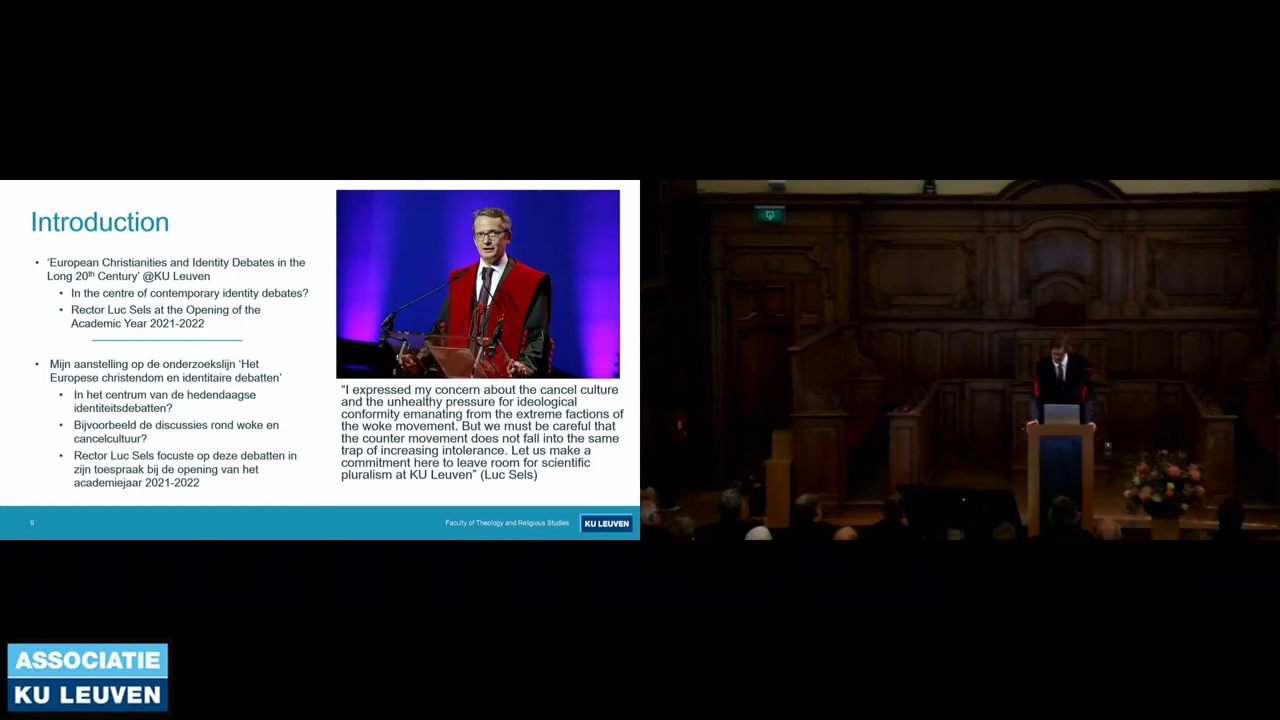 Introduction
• ‘European Christianities and Identity Debates in the
Long 20th Century’ @KU Leuven
• In the centre of contemporary identity debates?
• Rector Luc Sels at the Opening of the
Academic Year 2021-2022
• Mijn aanstelling op de onderzoekslijn ‘Het
Europese christendom en identitaire debatten’
• In het centrum van de hedendaagse
identiteitsdebatten?
• Bijvoorbeeld de discussies rond woke en
cancelcultuur?
• Rector Luc Sels focuste op deze debatten in
zijn toespraak bij de opening van het
academiejaar 2021-2022
“I expressed my concern about the cancel culture
and the unhealthy pressure for ideological
conformity emanating from the extreme factions of
the woke movement. But we must be careful that
the counter movement does not fall into the same
trap of increasing intolerance. Let us make a
commitment here to leave room for scientific
pluralism at KU Leuven” (Luc Sels)
9
Faculty of Theology and Religious Studies
KU LEUVEN
ASSOCIATIE
KU LEUVEN